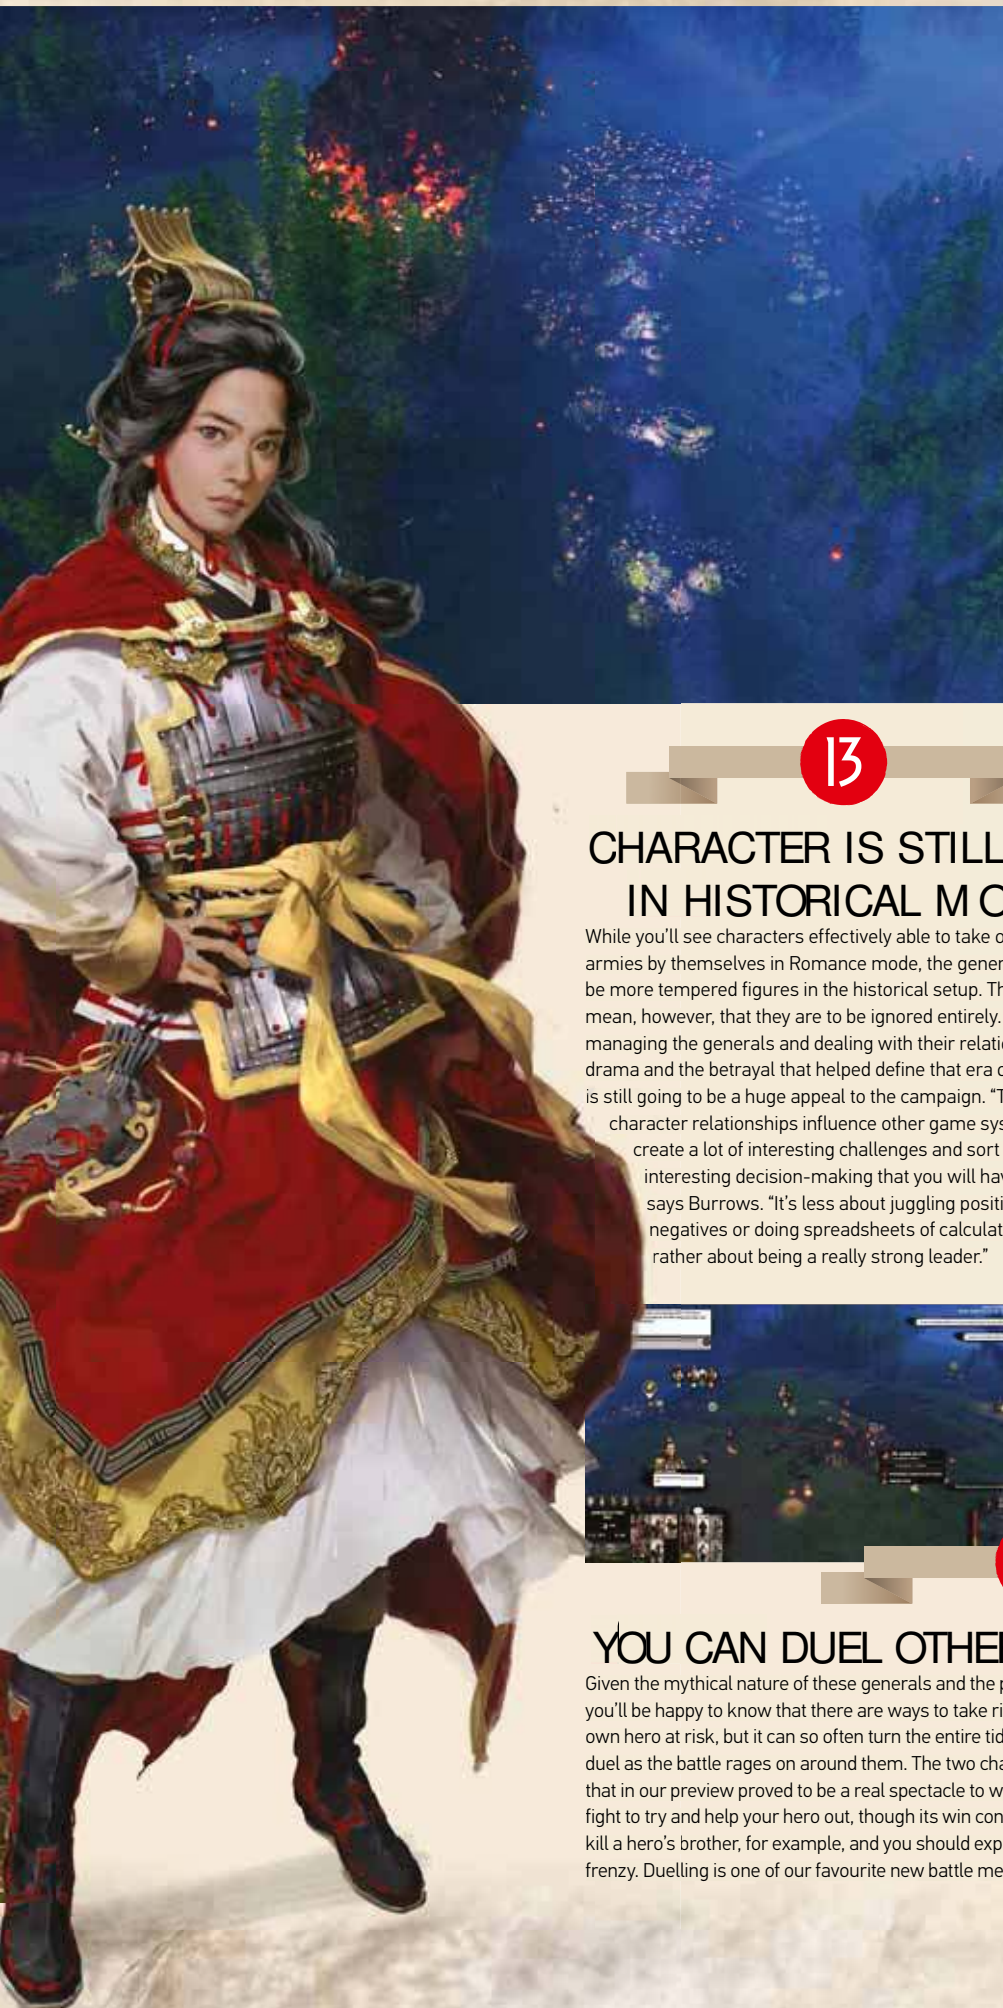 13
CHARACTER IS STILL
IN HISTORICAL MO
While you'll see characters effectively able to take o
armies by themselves in Romance mode, the gener
be more tempered figures in the historical setup. Th
mean, however, that they are to be ignored entirely.
managing the generals and dealing with their relatio
drama and the betrayal that helped define that era o
is still going to be a huge appeal to the campaign. “T
character relationships influence other game sys
create a lot of interesting challenges and sort
interesting decision-making that you will hav
says Burrows. “It’s less about juggling positi
negatives or doing spreadsheets of calculat
rather about being a really strong leader.”
YOU CAN DUEL OTHE
Given the mythical nature of these generals and the p
you’ll be happy to know that there are ways to take ri
own hero at risk, but it can so often turn the entire tid
duel as the battle rages on around them. The two cha
that in our preview proved to be a real spectacle to w
fight to try and help your hero out, though its win con
kill a hero’s brother, for example, and you should exp
frenzy. Duelling is one of our favourite new battle me